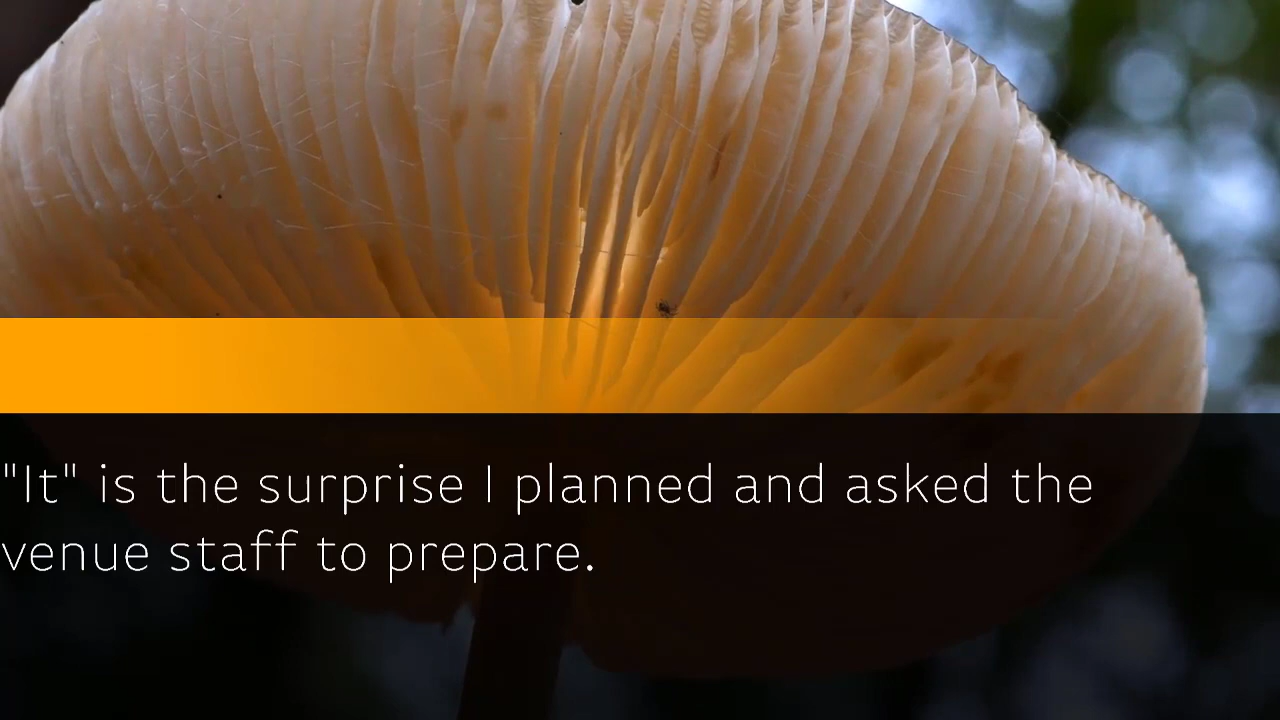 "It" is the surprise I planned and asked the
venue staff to prepare.